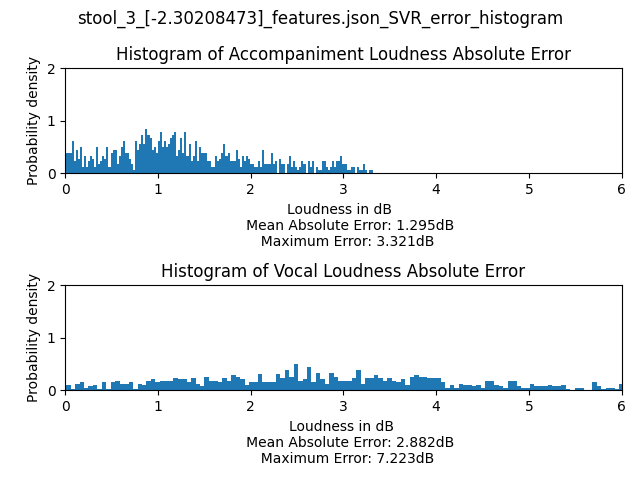 stool_3_[-2.30208473]_features.json_SVR_error_histogram
Histogram of Accompaniment Loudness Absolute Error
Probability density
2
1
0
0 1 2 3 4 5 6
Loudness in dB
Mean Absolute Error: 1.295dB
Maximum Error: 3.321dB
Histogram of Vocal Loudness Absolute Error
Probability density
2
1
0
0 1 2 3 4 5 6
Loudness in dB
Mean Absolute Error: 2.882dB
Maximum Error: 7.223dB